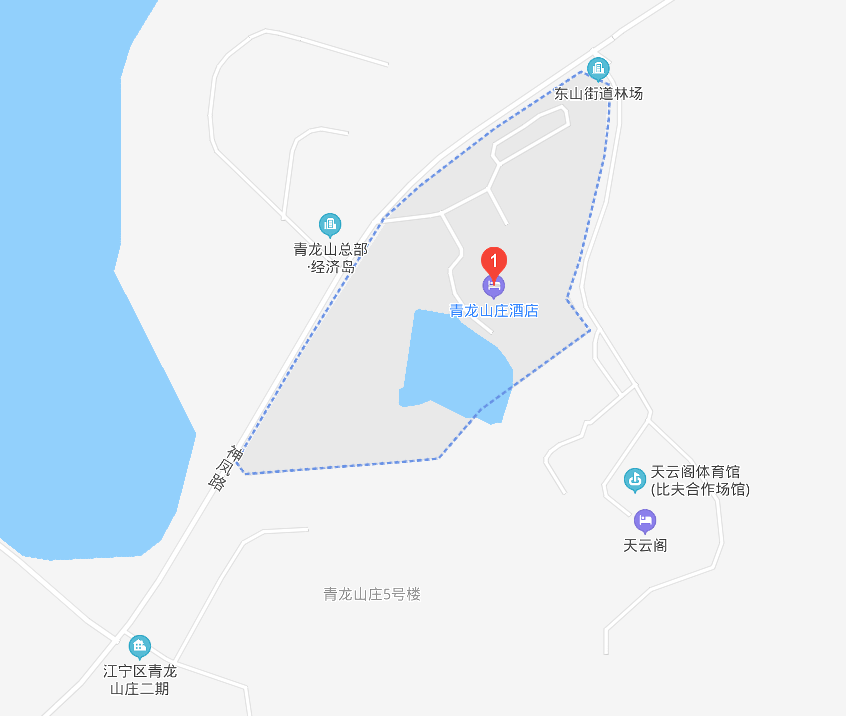 东山街道林场
青龙山总部
·经济岛
1
青龙山庄酒店
神凤路
天云阁体育馆
(比夫合作场馆)
天云阁
青龙山庄5号楼
江宁区青龙
山庄二期